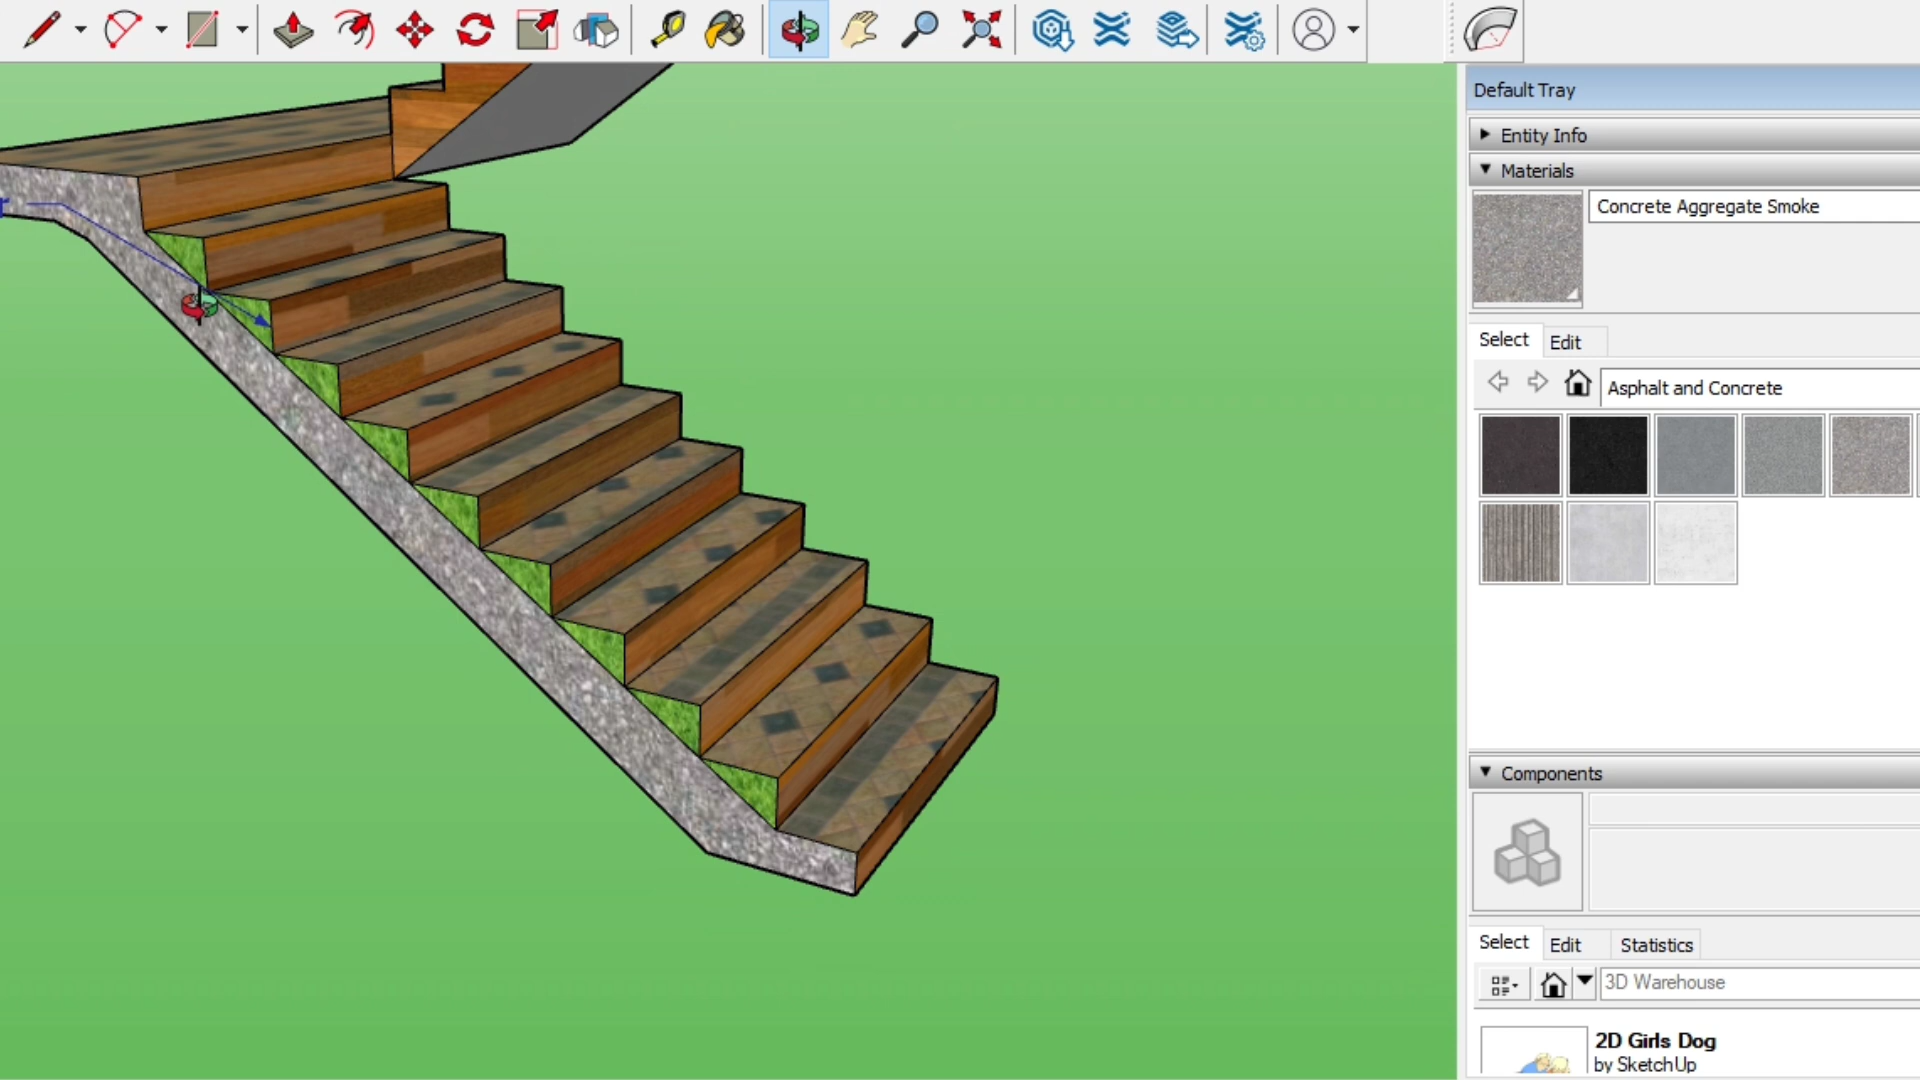 Default Tray
Entity Info
Materials
Concrete Aggregate Smoke
Select
Edit
Asphalt and Concrete
Components
Select
Edit
Statistics
3D Warehouse
2D Girls Dog
by SketchUp